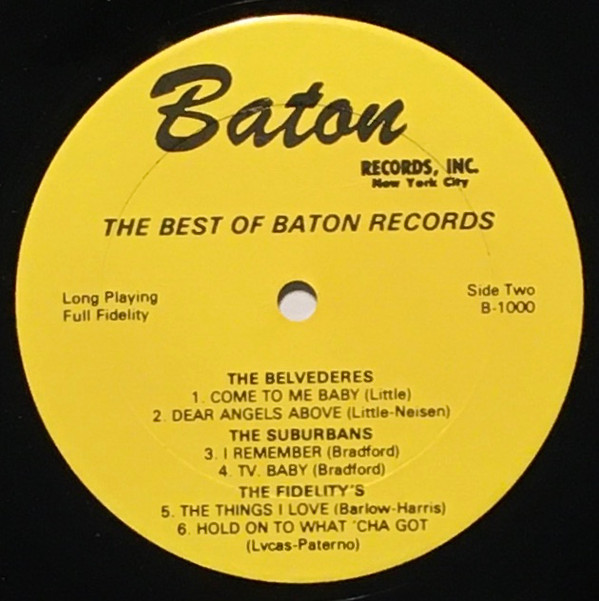 Baton
RECORDS, INC.
New York City
THE BEST OF BATON RECORDS
Long Playing
Full Fidelity
Side Two
B-1000
THE BELVEDERES
1. COME TO ME BABY (Little)
2. DEAR ANGELS ABOVE (Little-Neisen)
THE SUBURBANS
3. I REMEMBER (Bradford)
4. TV. BABY (Bradford)
THE FIDELITY'S
5. THE THINGS I LOVE (Barlow-Harris)
6. HOLD ON TO WHAT 'CHA GOT
(Lvcas-Paterno)